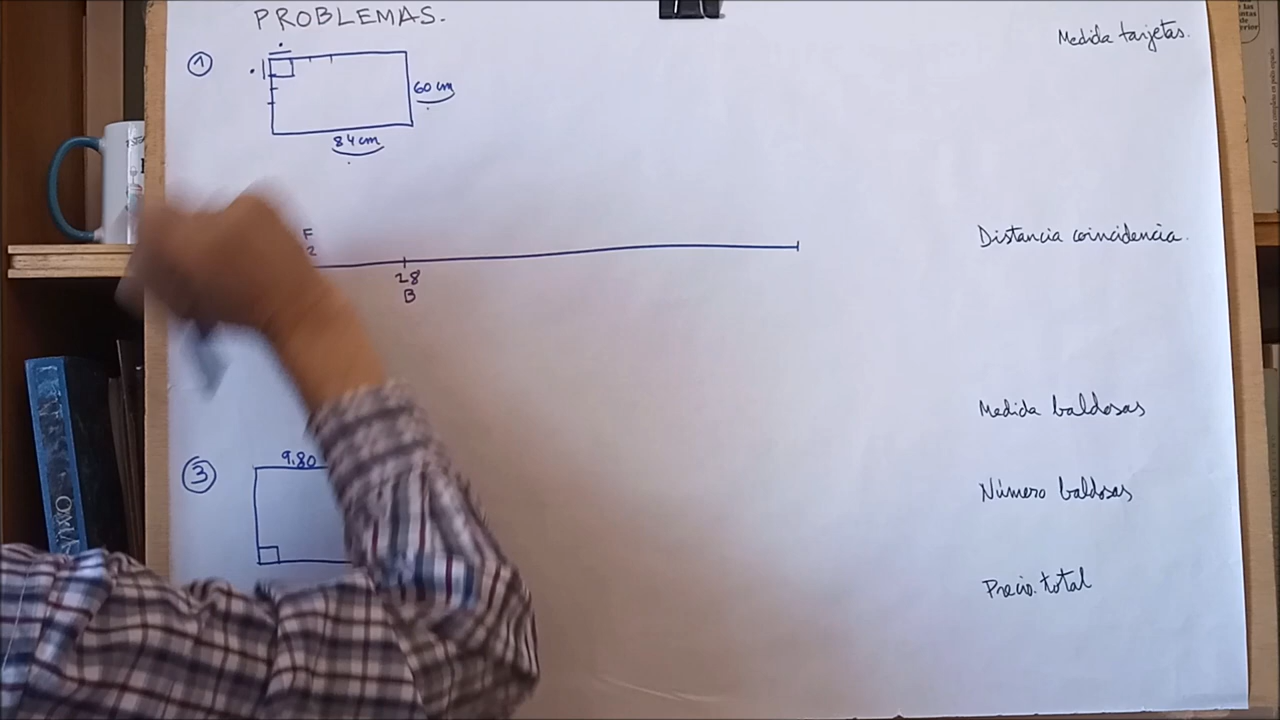 PROBLEMAS.
Medida tarjetas.
1
60 cm
84 cm
F
2
Distancia coincidencia.
28
B
Medida baldosas
3
9.80
Número baldosas
Precio total